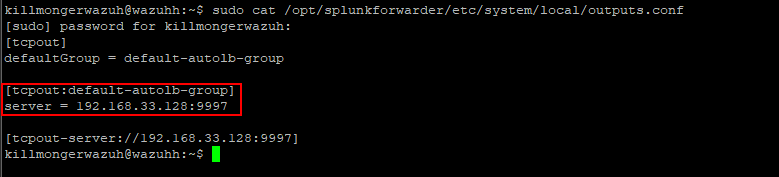 killmongerwazuh@wazuhh:~$ sudo cat /opt/splunkforwarder/etc/system/local/outputs.conf
[sudo] password for killmongerwazuh:
[tcpout]
defaultGroup = default-autolb-group
[tcpout:default-autolb-group]
server = 192.168.33.128:9997
[tcpout-server://192.168.33.128:9997]
killmongerwazuh@wazuhh:~$